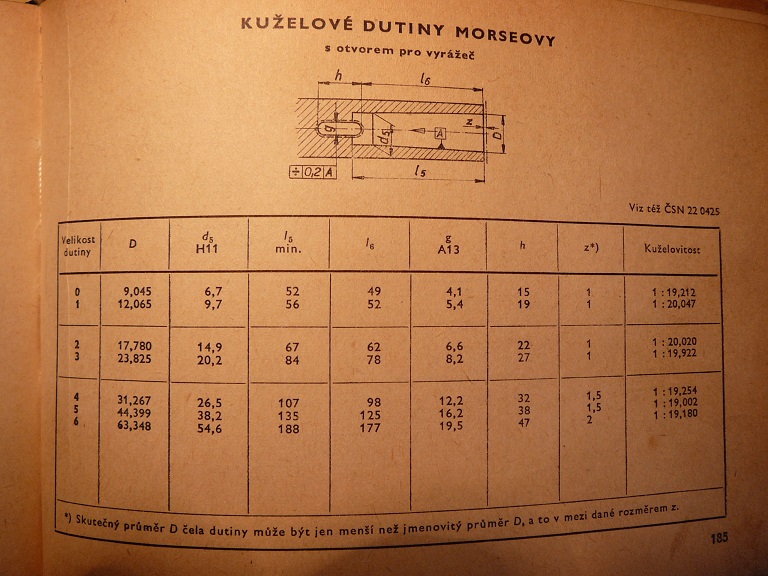 KUŽELOVÉ DUTINY MORSEOVY
s otvorem pro vyrážeč
h l6
g d5 A z D
÷ 0,2 A
l5
Viz též ČSN 22 0425
Velikost dutiny D d5 H11 l5 min. l6 g A13 h z*) Kuželovitost
0 9,045 6,7 52 49 4,1 15 1 1 : 19,212
1 12,065 9,7 56 52 5,4 19 1 1 : 20,047
2 17,780 14,9 67 62 6,6 22 1 1 : 20,020
3 23,825 20,2 84 78 8,2 27 1 1 : 19,922
4 31,267 26,5 107 98 12,2 32 1,5 1 : 19,254
5 44,399 38,2 135 125 16,2 38 1,5 1 : 19,002
6 63,348 54,6 188 177 19,5 47 2 1 : 19,180
*) Skutečný průměr D čela dutiny může být jen menší než jmenovitý průměr D, a to v mezi dané rozměrem z.
185